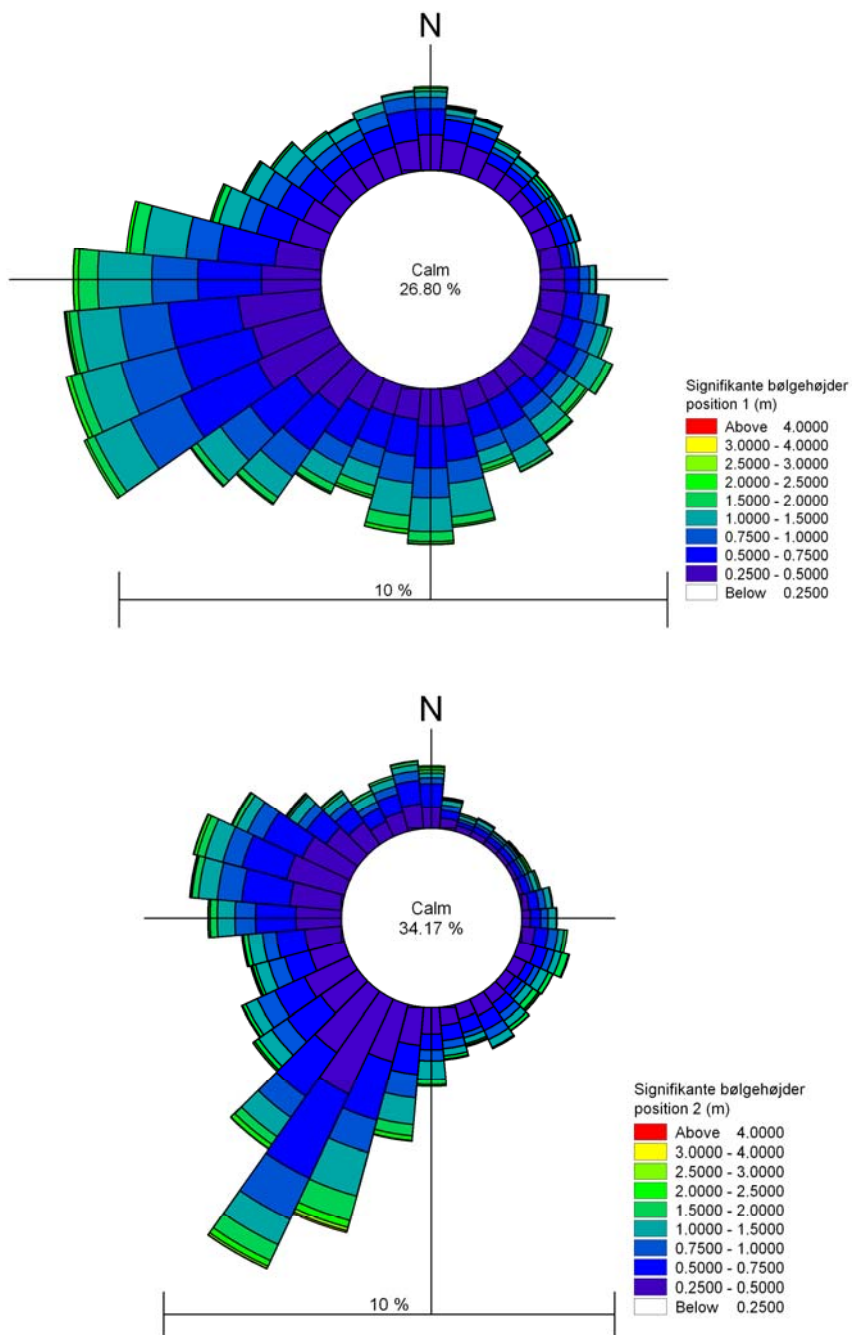 N
Calm
26.80 %
10 %
Signifikante bølgehøjder
position 1 (m)
Above 4.0000
3.0000 - 4.0000
2.5000 - 3.0000
2.0000 - 2.5000
1.5000 - 2.0000
1.0000 - 1.5000
0.7500 - 1.0000
0.5000 - 0.7500
0.2500 - 0.5000
Below 0.2500
N
Calm
34.17 %
10 %
Signifikante bølgehøjder
position 2 (m)
Above 4.0000
3.0000 - 4.0000
2.5000 - 3.0000
2.0000 - 2.5000
1.5000 - 2.0000
1.0000 - 1.5000
0.7500 - 1.0000
0.5000 - 0.7500
0.2500 - 0.5000
Below 0.2500